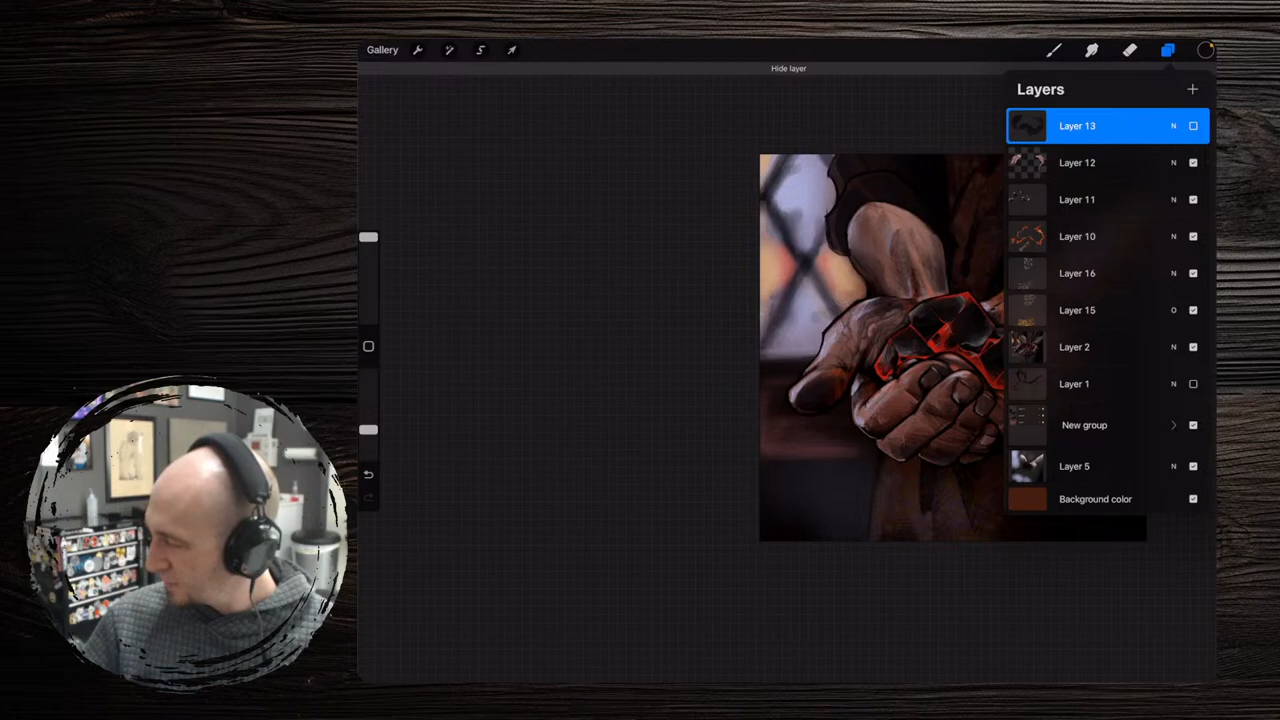 Gallery
Hide layer
Layers
Layer 13 N
Layer 12 N
Layer 11 N
Layer 10 N
Layer 16 N
Layer 15 O
Layer 2 N
Layer 1 N
New group
Layer 5 N
Background color